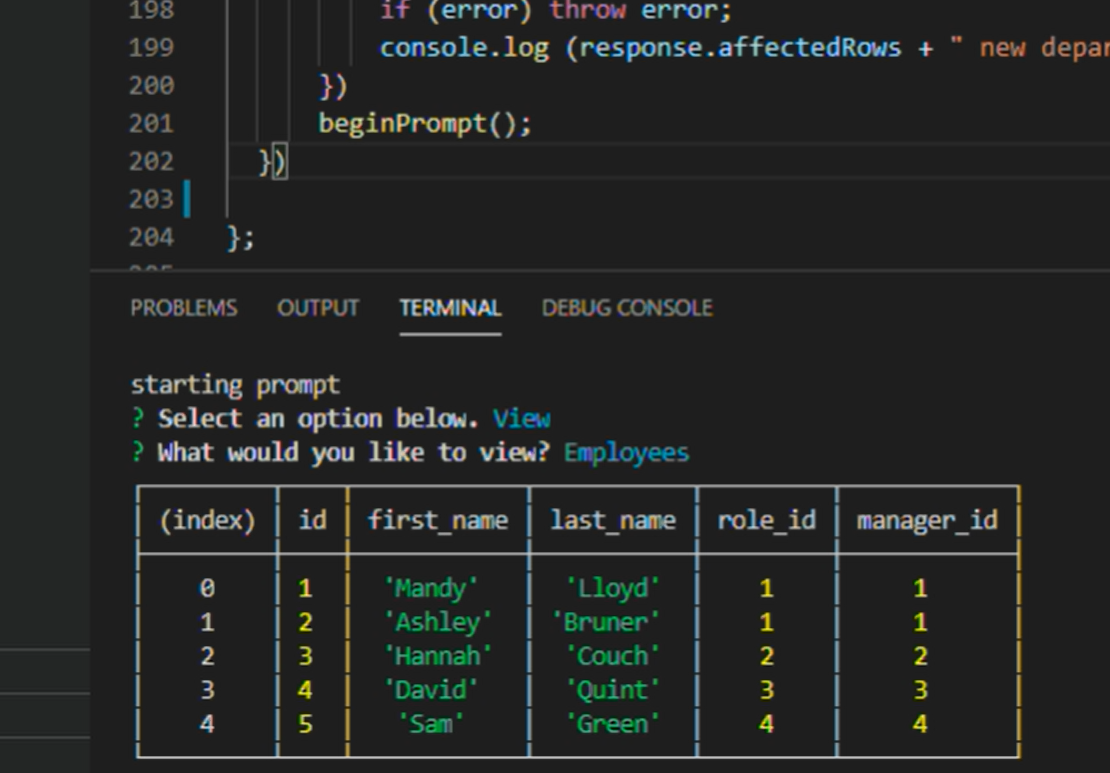 198 if (error) throw error;
199 console.log (response.affectedRows + " new depar
200 })
201 beginPrompt();
202 })
203
204 };
PROBLEMS OUTPUT TERMINAL DEBUG CONSOLE
starting prompt
? Select an option below. View
? What would you like to view? Employees
(index) id first_name last_name role_id manager_id
0 1 'Mandy' 'Lloyd' 1 1
1 2 'Ashley' 'Bruner' 1 1
2 3 'Hannah' 'Couch' 2 2
3 4 'David' 'Quint' 3 3
4 5 'Sam' 'Green' 4 4